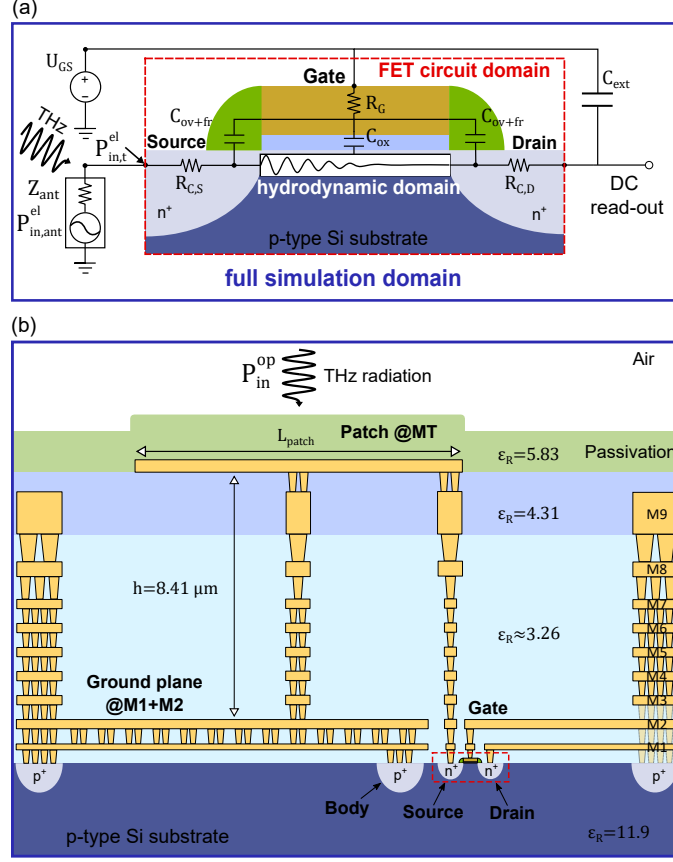 (a)
U_GS
THz
P^el_in,t
Z_ant
P^el_in,ant
Source
C_ov+fr
R_C,S
n⁺
Gate
R_G
C_ox
FET circuit domain
C_ov+fr
Drain
R_C,D
n⁺
C_ext
DC
read-out
hydrodynamic domain
p-type Si substrate
full simulation domain
(b)
P^op_in
THz radiation
Air
L_patch
Patch @MT
ε_R=5.83
Passivation
ε_R=4.31
M9
h=8.41 μm
M8
M7
ε_R≈3.26
M6
M5
M4
Ground plane
@M1+M2
M3
Gate
M2
M1
p⁺
p⁺
n⁺
n⁺
p⁺
Body
Source
Drain
p-type Si substrate
ε_R=11.9